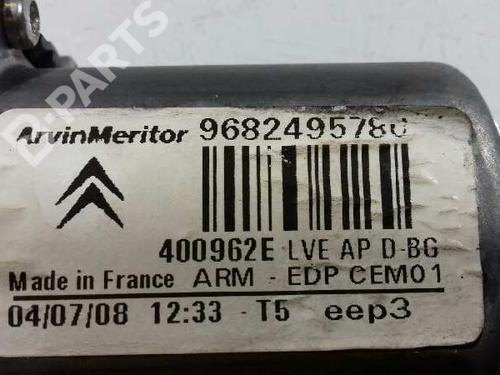 B-PARTS
ArvinMeritor 9682495780
400962E LVE AP D-BG
Made in France ARM - EDP CEM01
04/07/08 12:33 - T5 eep3